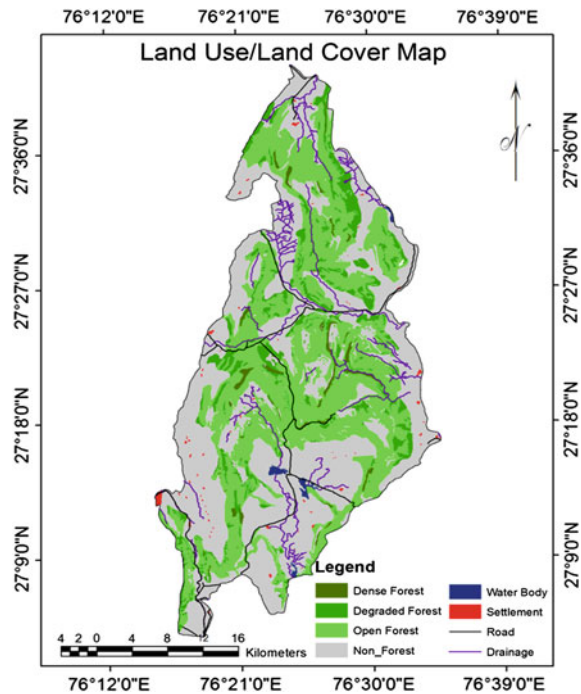 76°12'0"E 76°21'0"E 76°30'0"E 76°39'0"E
Land Use/Land Cover Map
N
27°36'0"N 27°36'0"N
27°27'0"N 27°27'0"N
27°18'0"N 27°18'0"N
27°9'0"N 27°9'0"N
Legend
Dense Forest Water Body
Degraded Forest Settlement
Open Forest Road
Non_Forest Drainage
4 2 0 4 8 12 16
Kilometers
76°12'0"E 76°21'0"E 76°30'0"E 76°39'0"E